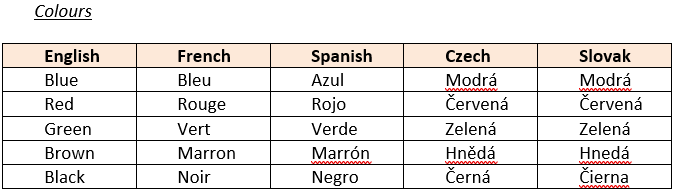 Colours
English French Spanish Czech Slovak
Blue Bleu Azul Modrá Modrá
Red Rouge Rojo Červená Červená
Green Vert Verde Zelená Zelená
Brown Marron Marrón Hnědá Hnedá
Black Noir Negro Černá Čierna